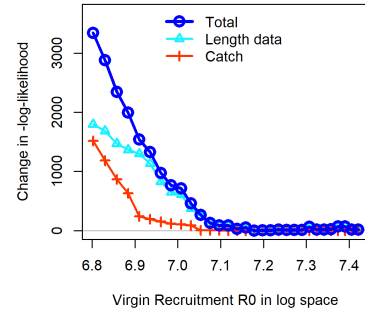 Total
Length data
Catch
Change in -log-likelihood
3000
2000
1000
0
6.8 6.9 7.0 7.1 7.2 7.3 7.4
Virgin Recruitment R0 in log space